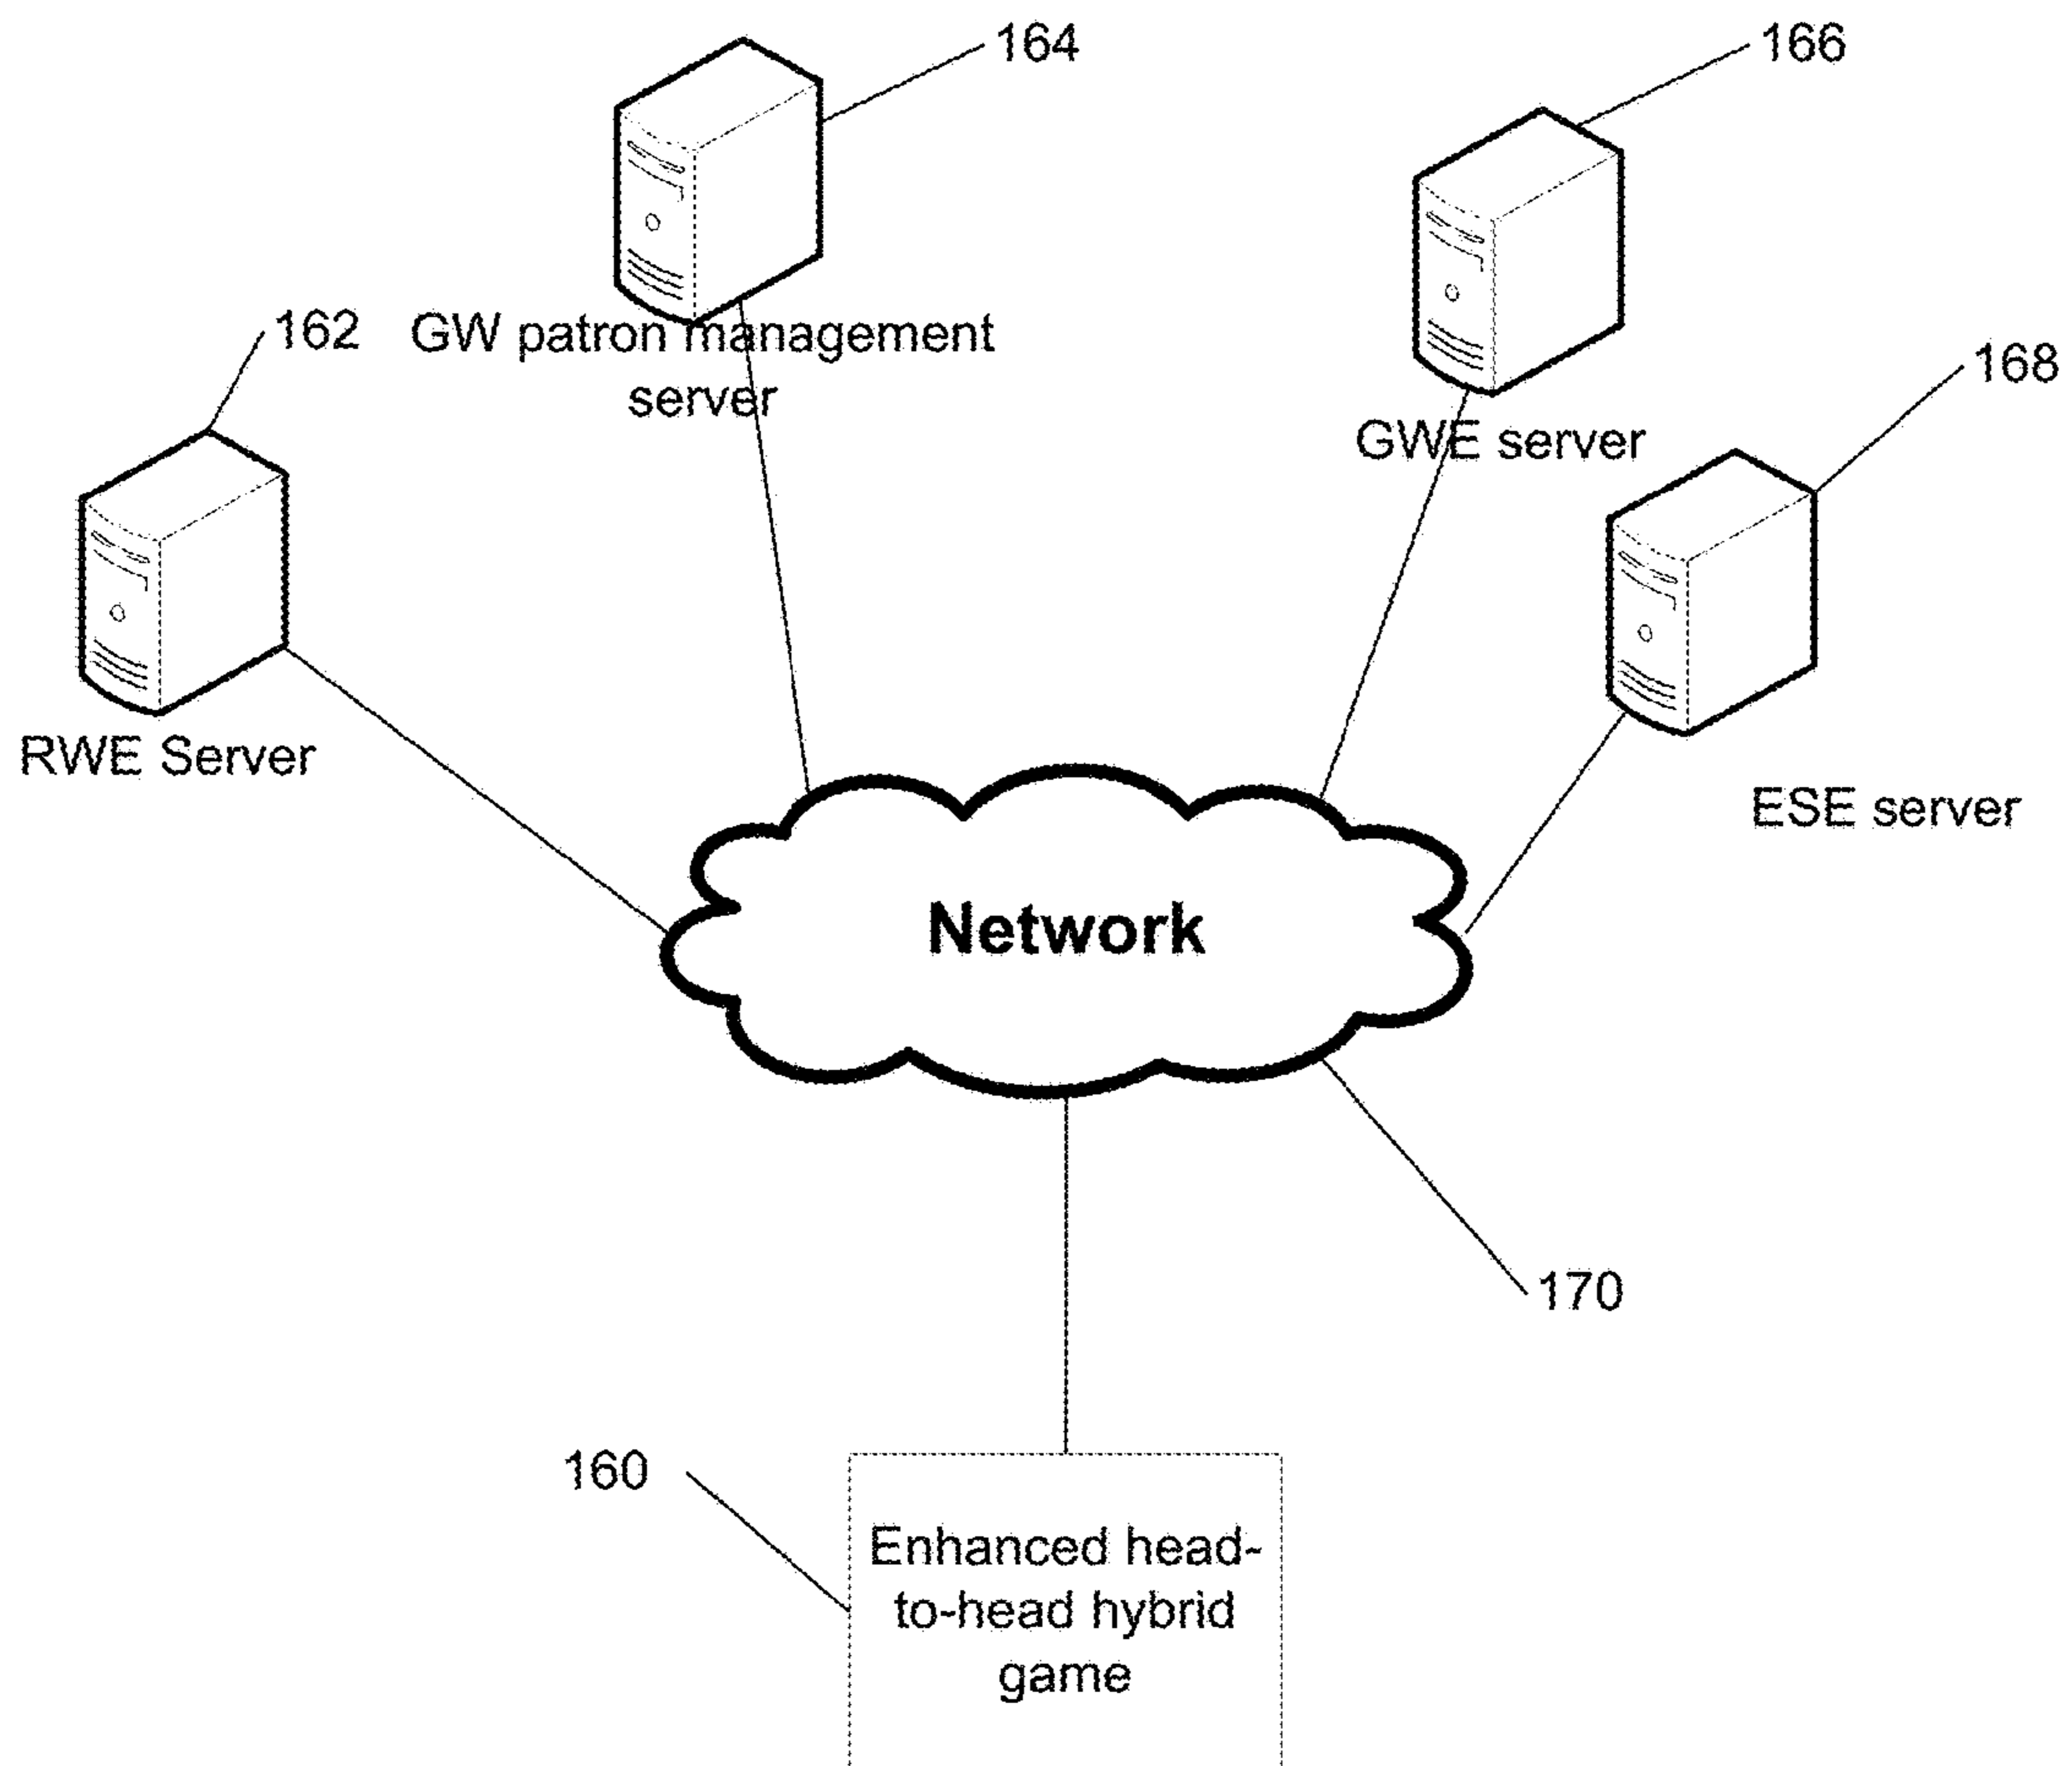 164
166
162
GW patron management
server
168
GWE server
RWE Server
ESE server
Network
170
160
Enhanced head-
to-head hybrid
game